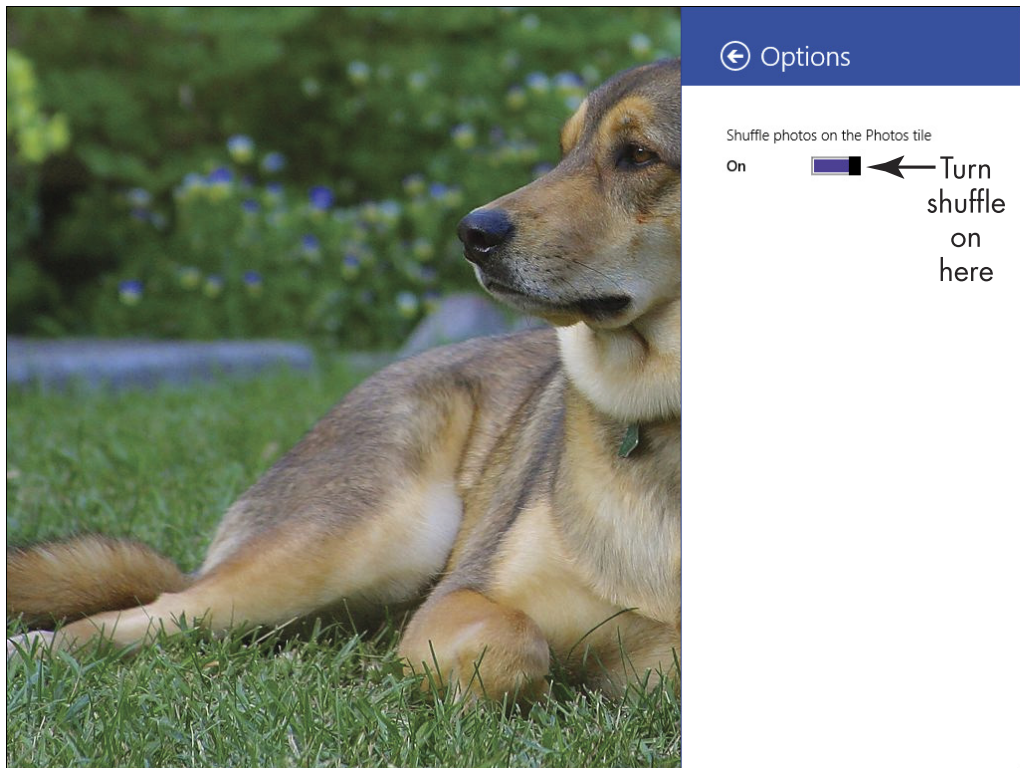 Options
Shuffle photos on the Photos tile
On
Turn
shuffle
on
here